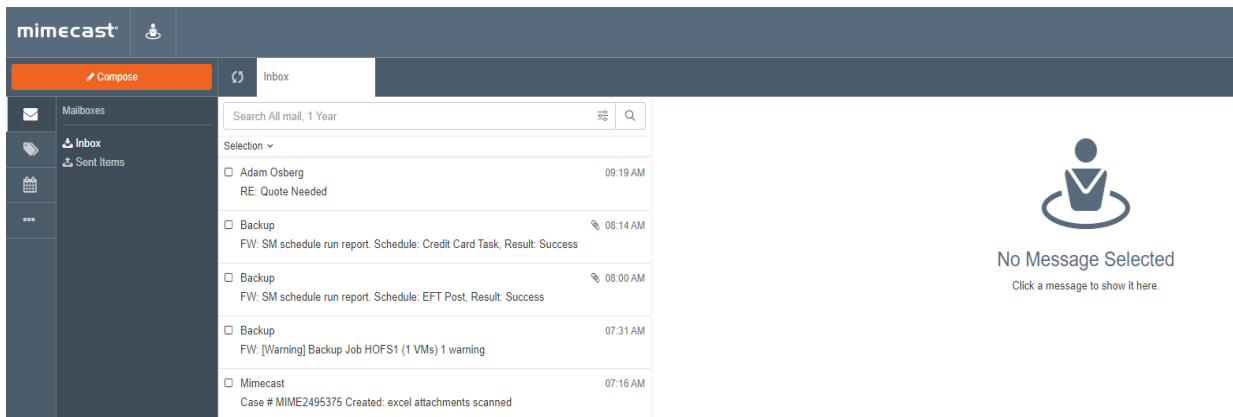 mimecast
Compose
Inbox
Mailboxes
Inbox
Sent Items
Search All mail, 1 Year
Selection
Adam Osberg 09:19 AM
RE: Quote Needed
Backup 08:14 AM
FW: SM schedule run report. Schedule: Credit Card Task, Result: Success
Backup 08:00 AM
FW: SM schedule run report. Schedule: EFT Post, Result: Success
Backup 07:31 AM
FW: [Warning] Backup Job HOFS1 (1 VMs) 1 warning
Mimecast 07:16 AM
Case # MIME2495375 Created: excel attachments scanned
No Message Selected
Click a message to show it here.